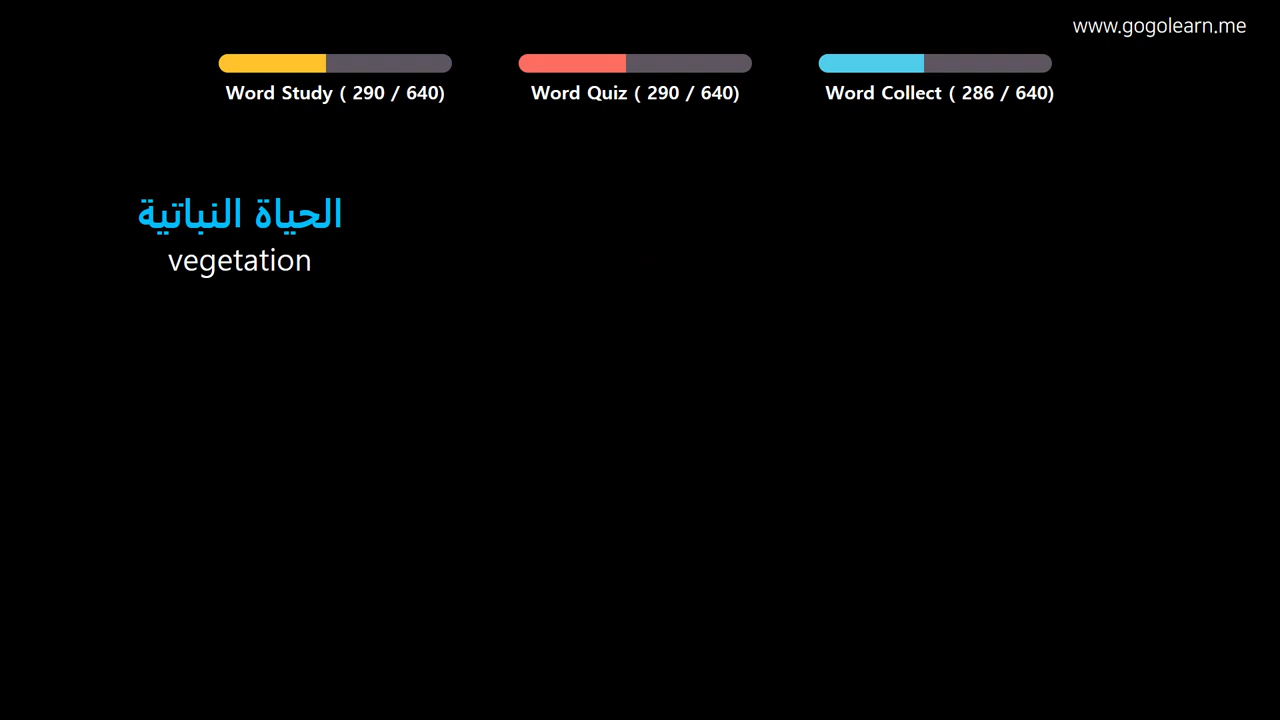 www.gogolearn.me
Word Study ( 290 / 640)
Word Quiz ( 290 / 640)
Word Collect ( 286 / 640)
الحياة النباتية
vegetation